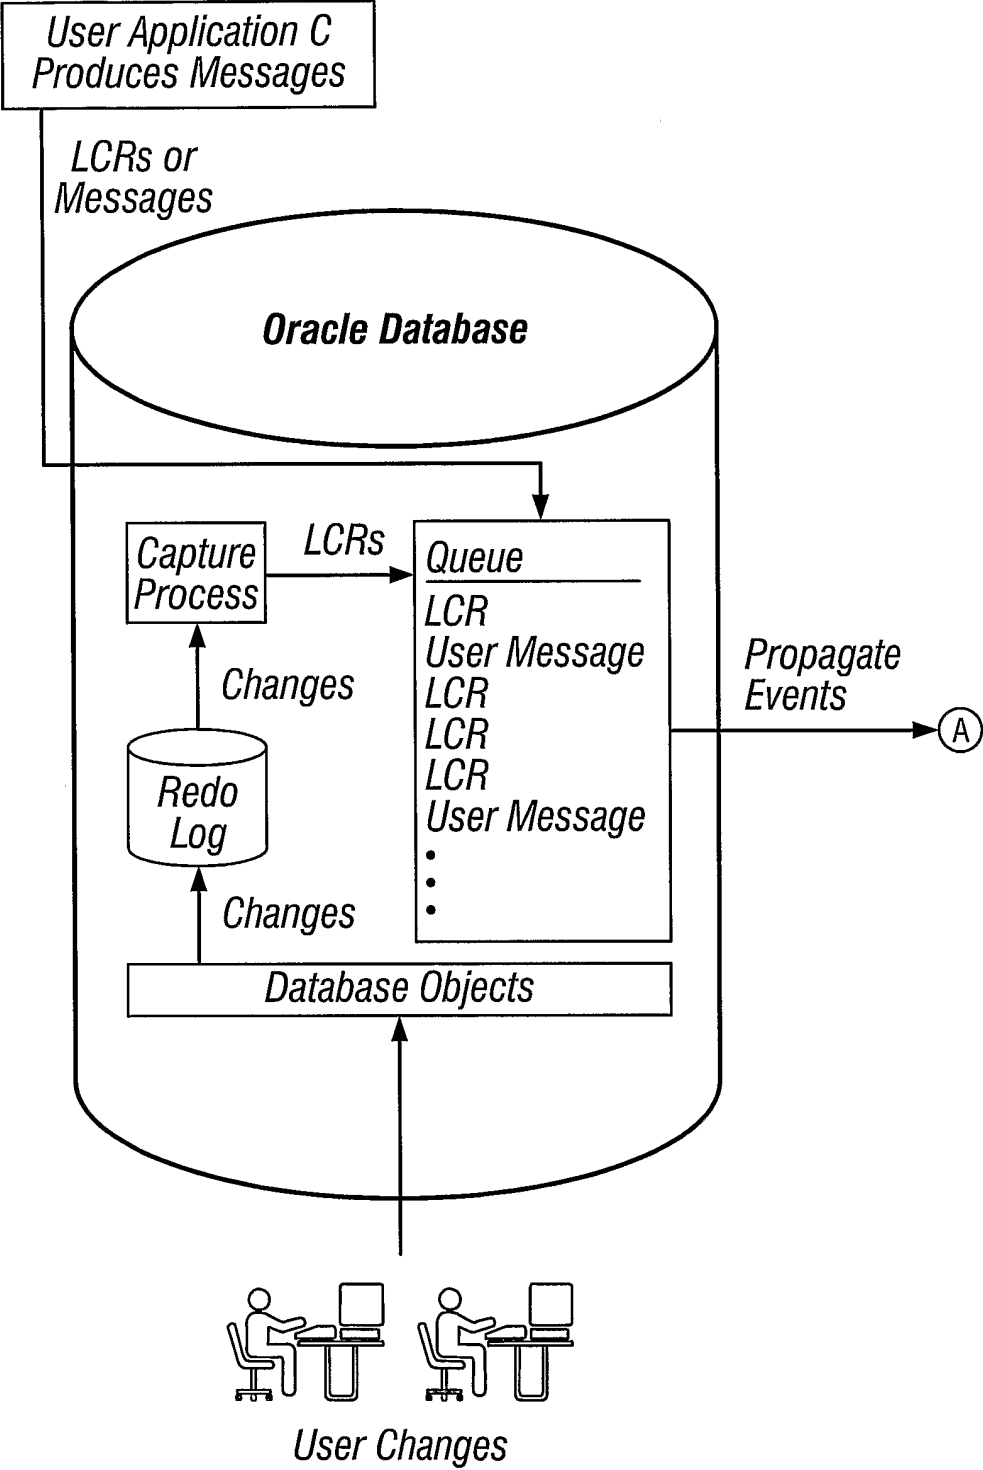 User Application C
Produces Messages
LCRs or
Messages
Oracle Database
Capture
Process
LCRs
Queue
LCR
User Message
LCR
LCR
LCR
User Message
Changes
Redo
Log
Changes
Database Objects
Propagate
Events
A
User Changes